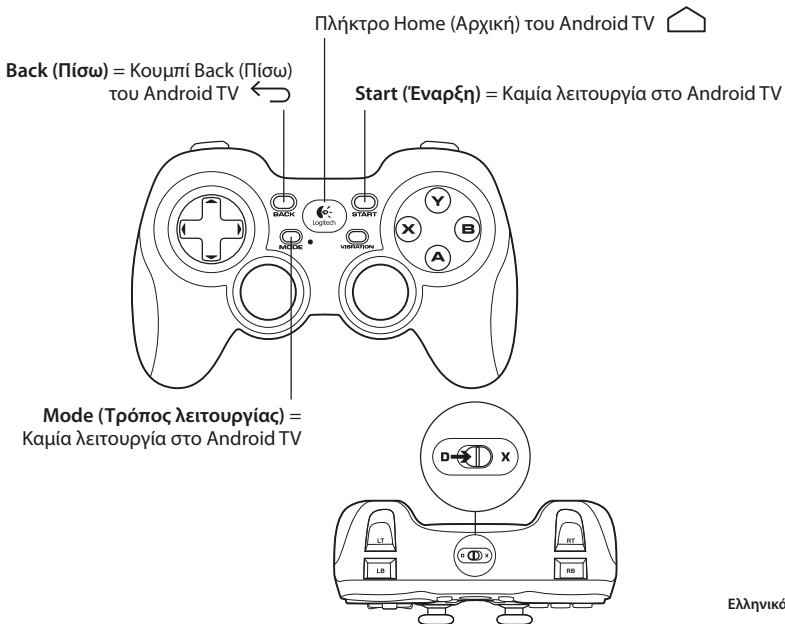 Πλήκτρο Home (Αρχική) του Android TV
Back (Πίσω) = Κουμπί Back (Πίσω)
του Android TV
Start (Έναρξη) = Καμία λειτουργία στο Android TV
BACK
Logitech
START
MODE
VIBRATION
Y
X
B
A
Mode (Τρόπος λειτουργίας) =
Καμία λειτουργία στο Android TV
D X
LT
RT
D X
LB
RB
Ελληνικά